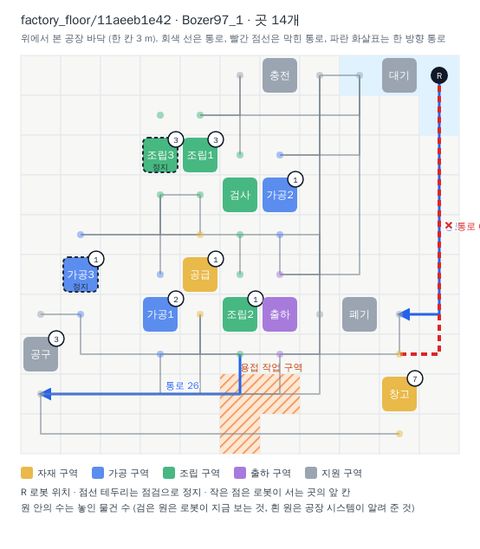 factory_floor/11aeeb1e42 · Bozer97_1 · 곳 14개
위에서 본 공장 바닥 (한 칸 3 m). 회색 선은 통로, 빨간 점선은 막힌 통로, 파란 화살표는 한 방향 통로
충전
대기
R
3
3
조립3
조립1
정지
1
검사
가공2
통로
1
1
가공3
공급
정지
2
1
가공1
조립2
출하
폐기
3
공구
용접 작업 구역
7
통로 26
창고
자재 구역
가공 구역
조립 구역
출하 구역
지원 구역
R 로봇 위치 · 점선 테두리는 점검으로 정지 · 작은 점은 로봇이 서는 곳의 앞 칸
원 안의 수는 놓인 물건 수 (검은 원은 로봇이 지금 보는 것, 흰 원은 공장 시스템이 알려 준 것)